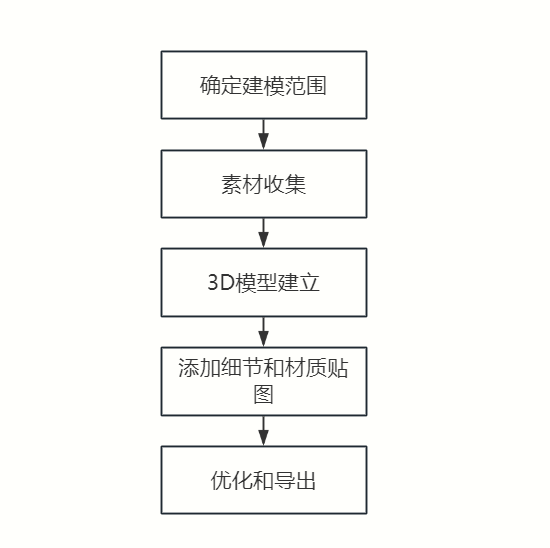 确定建模范围
素材收集
3D模型建立
添加细节和材质贴
图
优化和导出